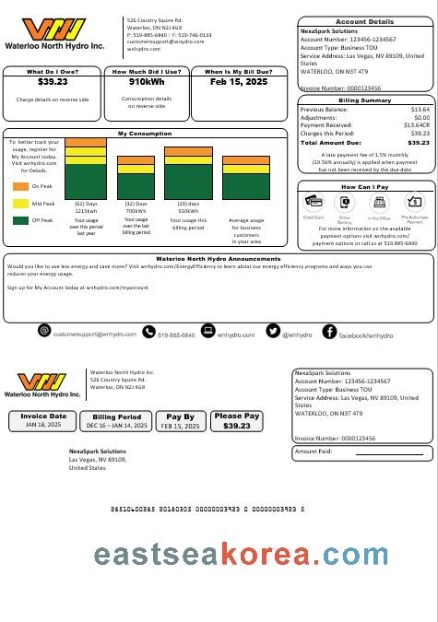 Waterloo North Hydro Inc.
526 Country Squire Rd.
Waterloo, ON N2J 4G8
P: 519-885-6840 | F: 519-746-0133
customersupport@wnhydro.com
wnhydro.com
Account Details
NexaSpark Solutions
Account Number: 123456-1234567
Account Type: Business TOU
Service Address: Las Vegas, NV 89109, United
States
WATERLOO, ON N3T 4T9
Invoice Number: 0000123456
What Do I Owe?
$39.23
Charge details on reverse side
How Much Did I Use?
910kWh
Consumption details
on reverse side
When Is My Bill Due?
Feb 15, 2025
Billing Summary
Previous Balance: $13.64
Adjustments: $0.00
Payment Received: $13.64CR
Charges this Period: $39.23
Total Amount Due: $39.23
A late payment fee of 1.5% monthly
(19.56% annually) is applied when payment
has not been received by the due date
My Consumption
To better track your
usage, register for
My Account today.
Visit wnhydro.com
for Details.
On Peak
Mid Peak
Off Peak
(62) Days
1215kwh
Your usage
over this period
last year
(32) Days
700kWh
Your usage
over the last
billing period
(29) days
910kWh
Your usage this
billing period
Average usage
for business
customers
in your area
How Can I Pay
Credit Card
Online
Banking
In Our Office
Pre-Authorized
Payment
For more information on the available
payment options visit wnhydro.com/
payment options or call us at 519-885-6840
Waterloo North Hydro Announcements
Would you like to use less energy and save more? Visit wnhydro.com/EnergyEfficiency to learn about our energy efficiency programs and ways you can
reducing your energy usage.
Sign up for My Account today at wnhydro.com/myaccount
customersupport@wnhydro.com
519-885-6840
wnhydro.com
@wnhydro
facebook/wnhydro
Waterloo North Hydro Inc.
Waterloo North Hydro Inc.
526 Country Squire Rd.
Waterloo, ON N2J 4G8
NexaSpark Solutions
Account Number: 123456-1234567
Account Type: Business TOU
Service Address: Las Vegas, NV 89109, United
States
WATERLOO, ON N3T 4T9
Invoice Number: 0000123456
Invoice Date
JAN 18, 2025
Billing Period
DEC 16 – JAN 14, 2025
Pay By
FEB 15, 2025
Please Pay
$39.23
Amount Paid:
NexaSpark Solutions
Las Vegas, NV 89109,
United States
eastseakorea.com